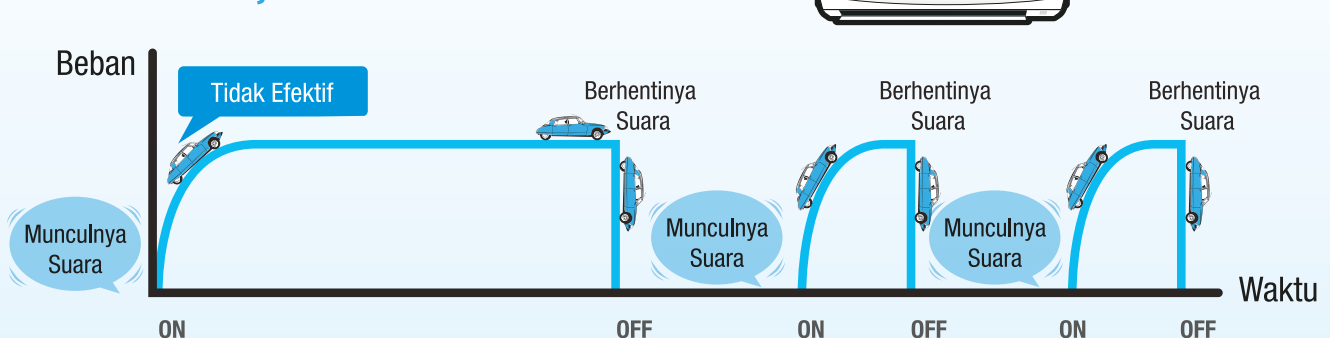 Beban
Tidak Efektif
Berhentinya
Suara
Berhentinya
Suara
Berhentinya
Suara
Munculnya
Suara
Munculnya
Suara
Munculnya
Suara
Waktu
ON
OFF
ON
OFF
ON
OFF